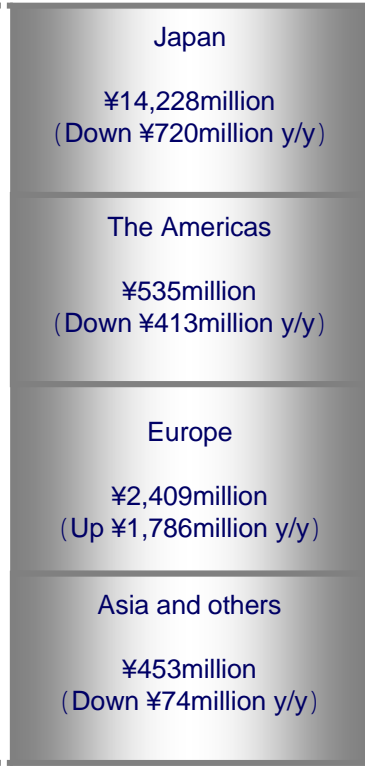 Japan
¥14,228million
(Down ¥720million y/y)
The Americas
¥535million
(Down ¥413million y/y)
Europe
¥2,409million
(Up ¥1,786million y/y)
Asia and others
¥453million
(Down ¥74million y/y)